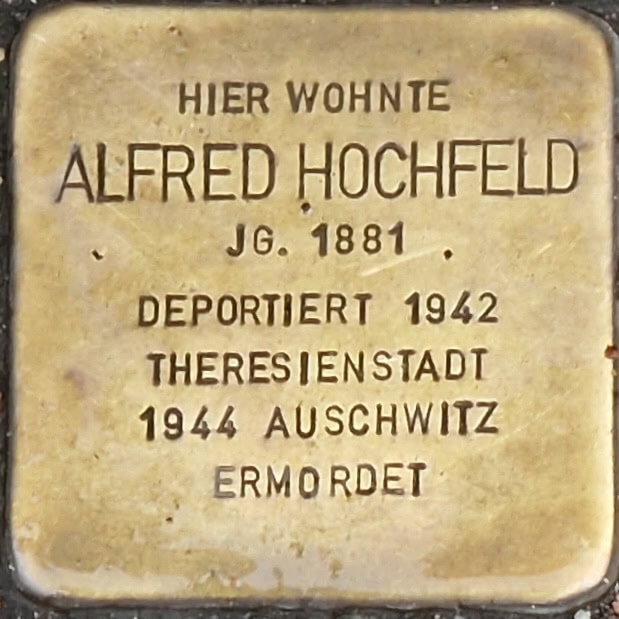 HIER WOHNTE
ALFRED HOCHFELD
JG. 1881
DEPORTIERT 1942
THERESIENSTADT
1944 AUSCHWITZ
ERMORDET